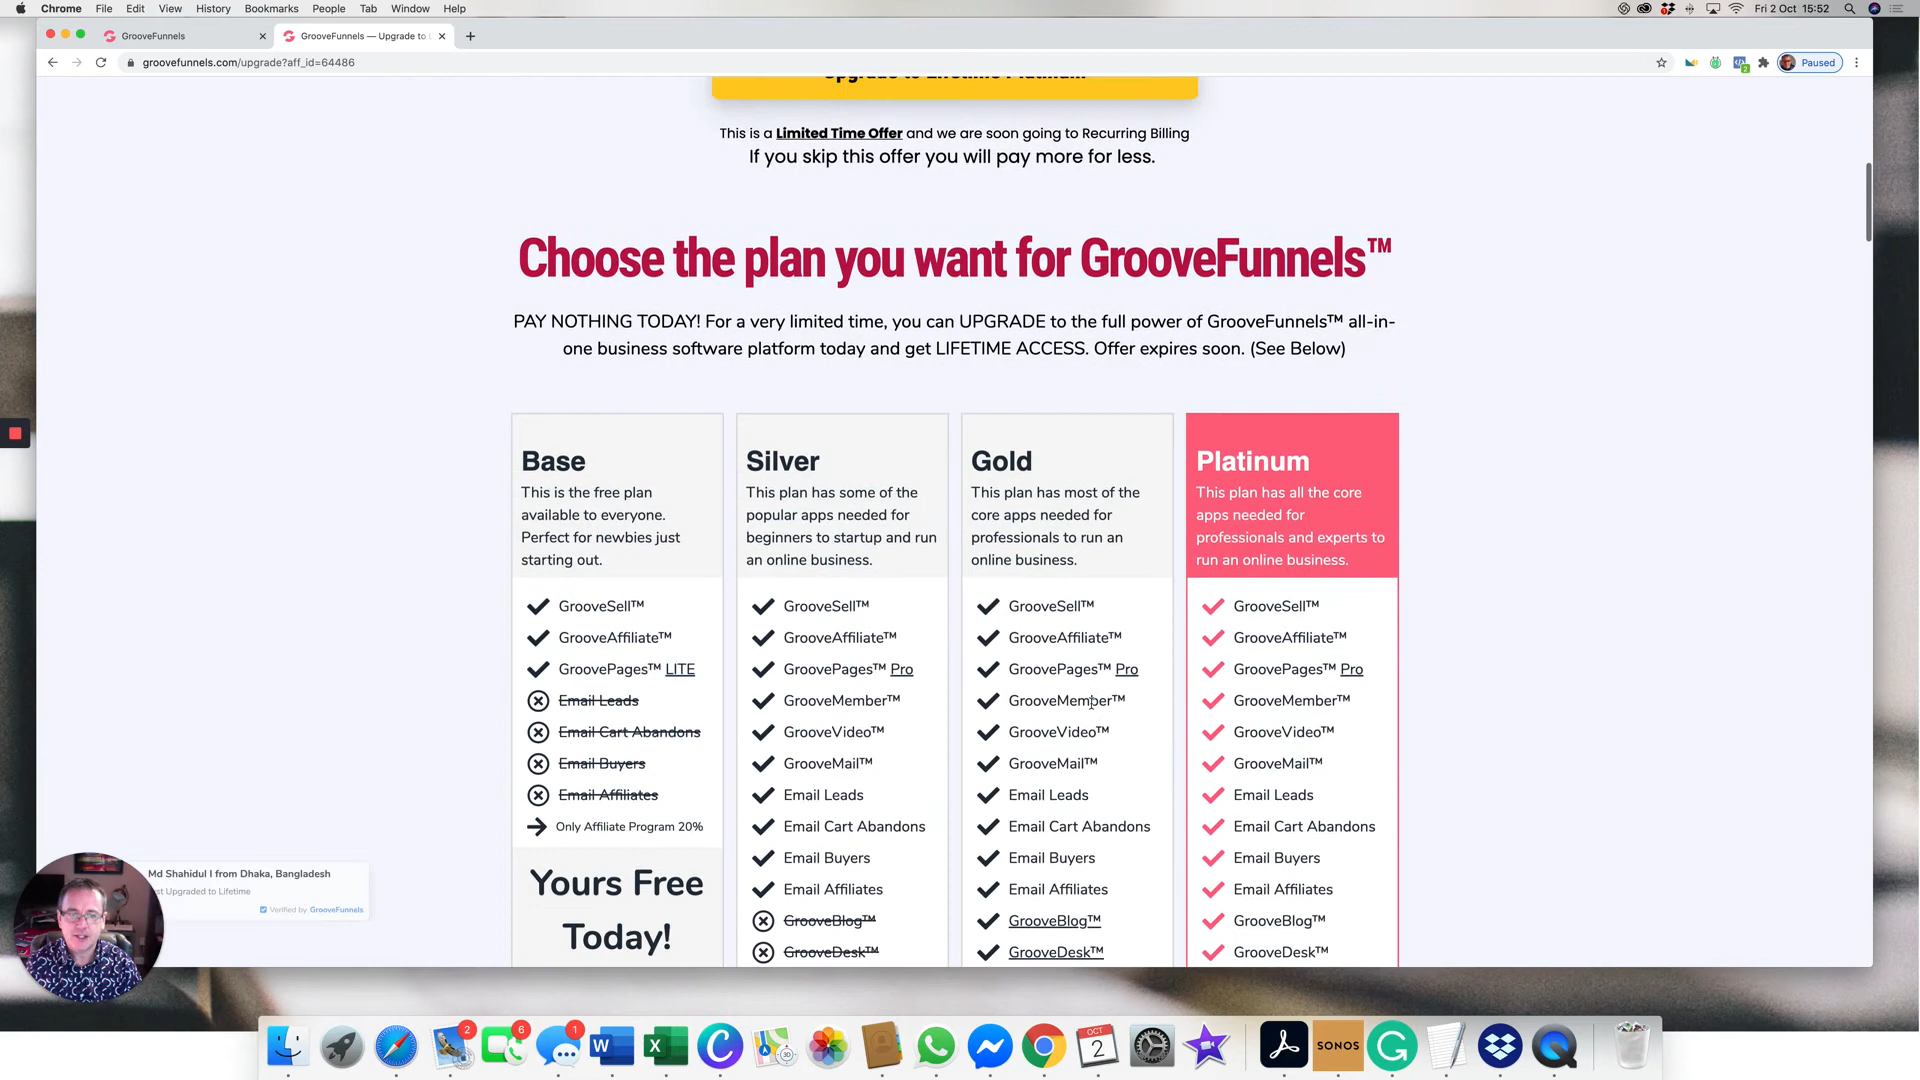 Chrome File Edit View History Bookmarks People Tab Window Help
Fri 2 Oct 15:52
GrooveFunnels
GrooveFunnels — Upgrade to
groovefunnels.com/upgrade?aff_id=64486
Paused
Upgrade to Lifetime Platinum
This is a Limited Time Offer and we are soon going to Recurring Billing
If you skip this offer you will pay more for less.
Choose the plan you want for GrooveFunnels™
PAY NOTHING TODAY! For a very limited time, you can UPGRADE to the full power of GrooveFunnels™ all-in-
one business software platform today and get LIFETIME ACCESS. Offer expires soon. (See Below)
Base
This is the free plan
available to everyone.
Perfect for newbies just
starting out.
GrooveSell™
GrooveAffiliate™
GroovePages™ LITE
Email Leads
Email Cart Abandons
Email Buyers
Email Affiliates
Only Affiliate Program 20%
Yours Free
Today!
Silver
This plan has some of the
popular apps needed for
beginners to startup and run
an online business.
GrooveSell™
GrooveAffiliate™
GroovePages™ Pro
GrooveMember™
GrooveVideo™
GrooveMail™
Email Leads
Email Cart Abandons
Email Buyers
Email Affiliates
GrooveBlog™
GrooveDesk™
Gold
This plan has most of the
core apps needed for
professionals to run an
online business.
GrooveSell™
GrooveAffiliate™
GroovePages™ Pro
GrooveMember™
GrooveVideo™
GrooveMail™
Email Leads
Email Cart Abandons
Email Buyers
Email Affiliates
GrooveBlog™
GrooveDesk™
Platinum
This plan has all the core
apps needed for
professionals and experts to
run an online business.
GrooveSell™
GrooveAffiliate™
GroovePages™ Pro
GrooveMember™
GrooveVideo™
GrooveMail™
Email Leads
Email Cart Abandons
Email Buyers
Email Affiliates
GrooveBlog™
GrooveDesk™
Md Shahidul I from Dhaka, Bangladesh
st Upgraded to Lifetime
Verified by GrooveFunnels
2
6
1
W
X
3D
OCT
2
SONOS